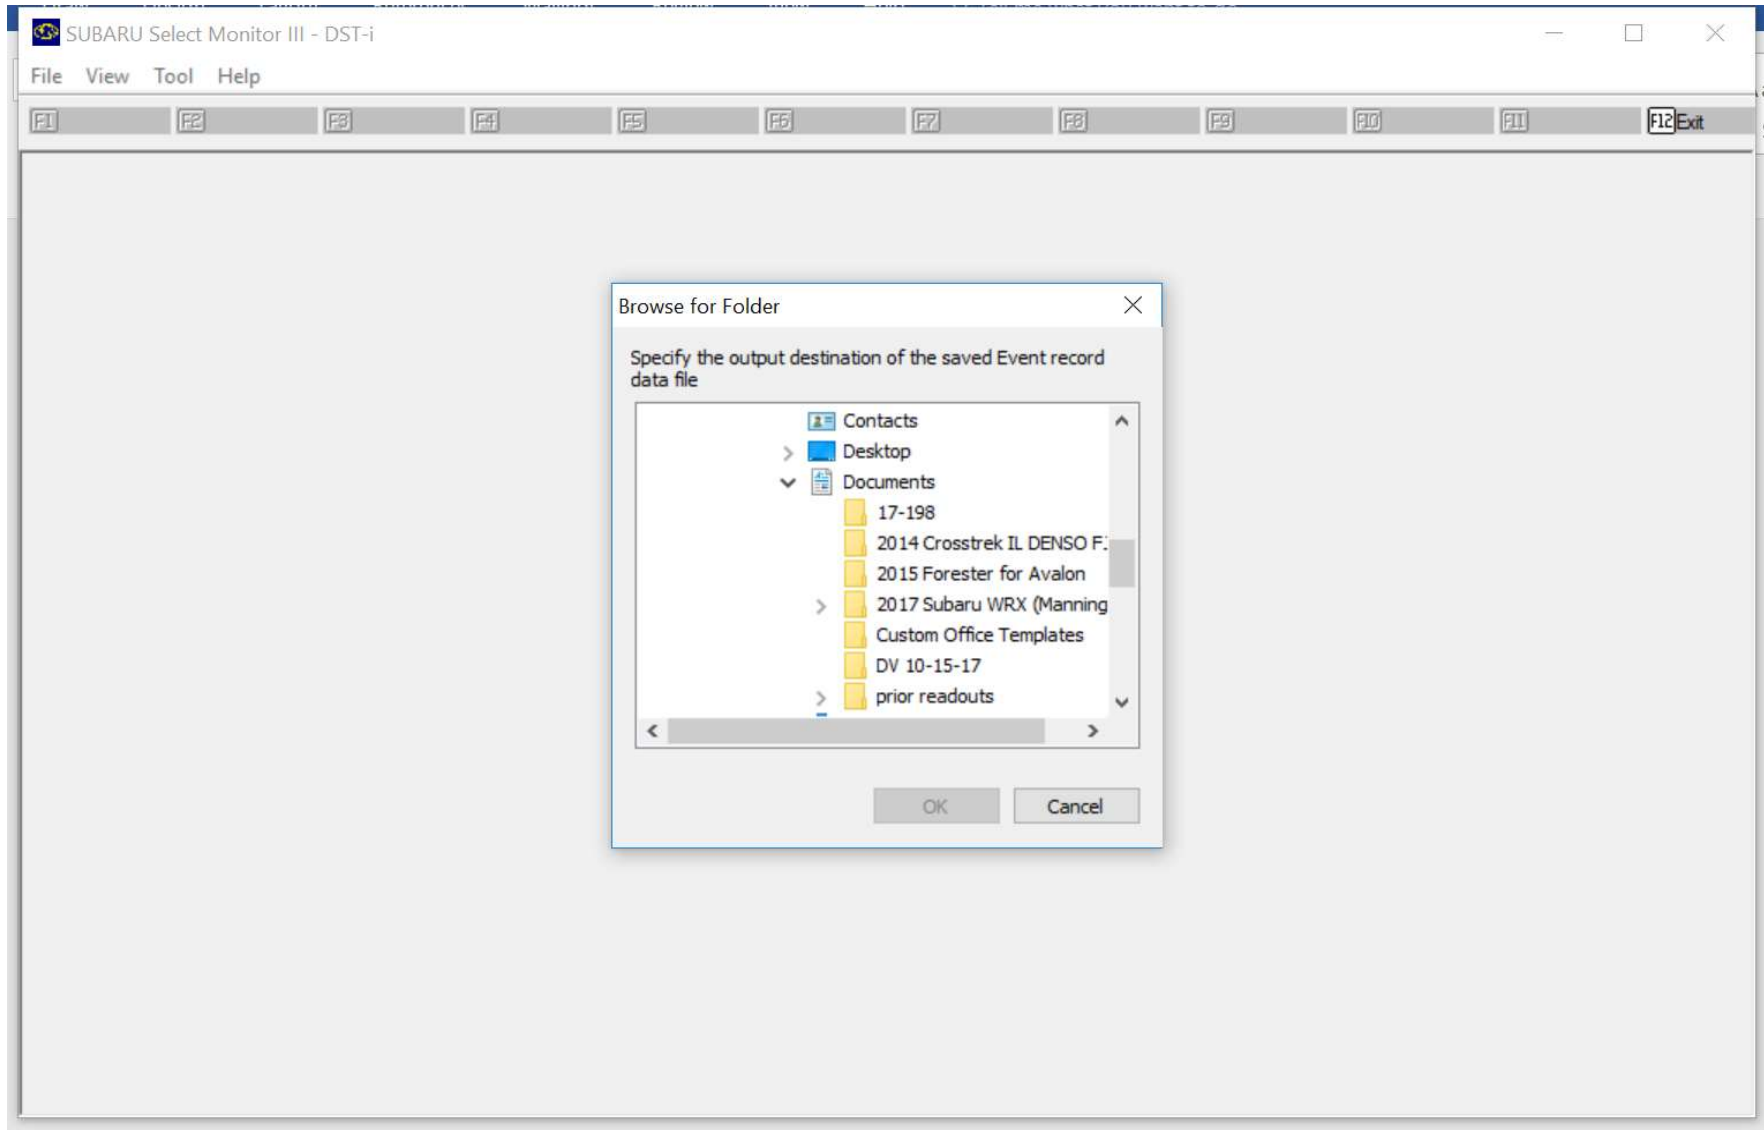 SUBARU Select Monitor III - DST-i
File View Tool Help
F1 F2 F3 F4 F5 F6 F7 F8 F9 F10 F11 F12 Exit
Browse for Folder
Specify the output destination of the saved Event record
data file
Contacts
Desktop
Documents
17-198
2014 Crosstrek IL DENSO F
2015 Forester for Avalon
2017 Subaru WRX (Manning
Custom Office Templates
DV 10-15-17
prior readouts
OK Cancel